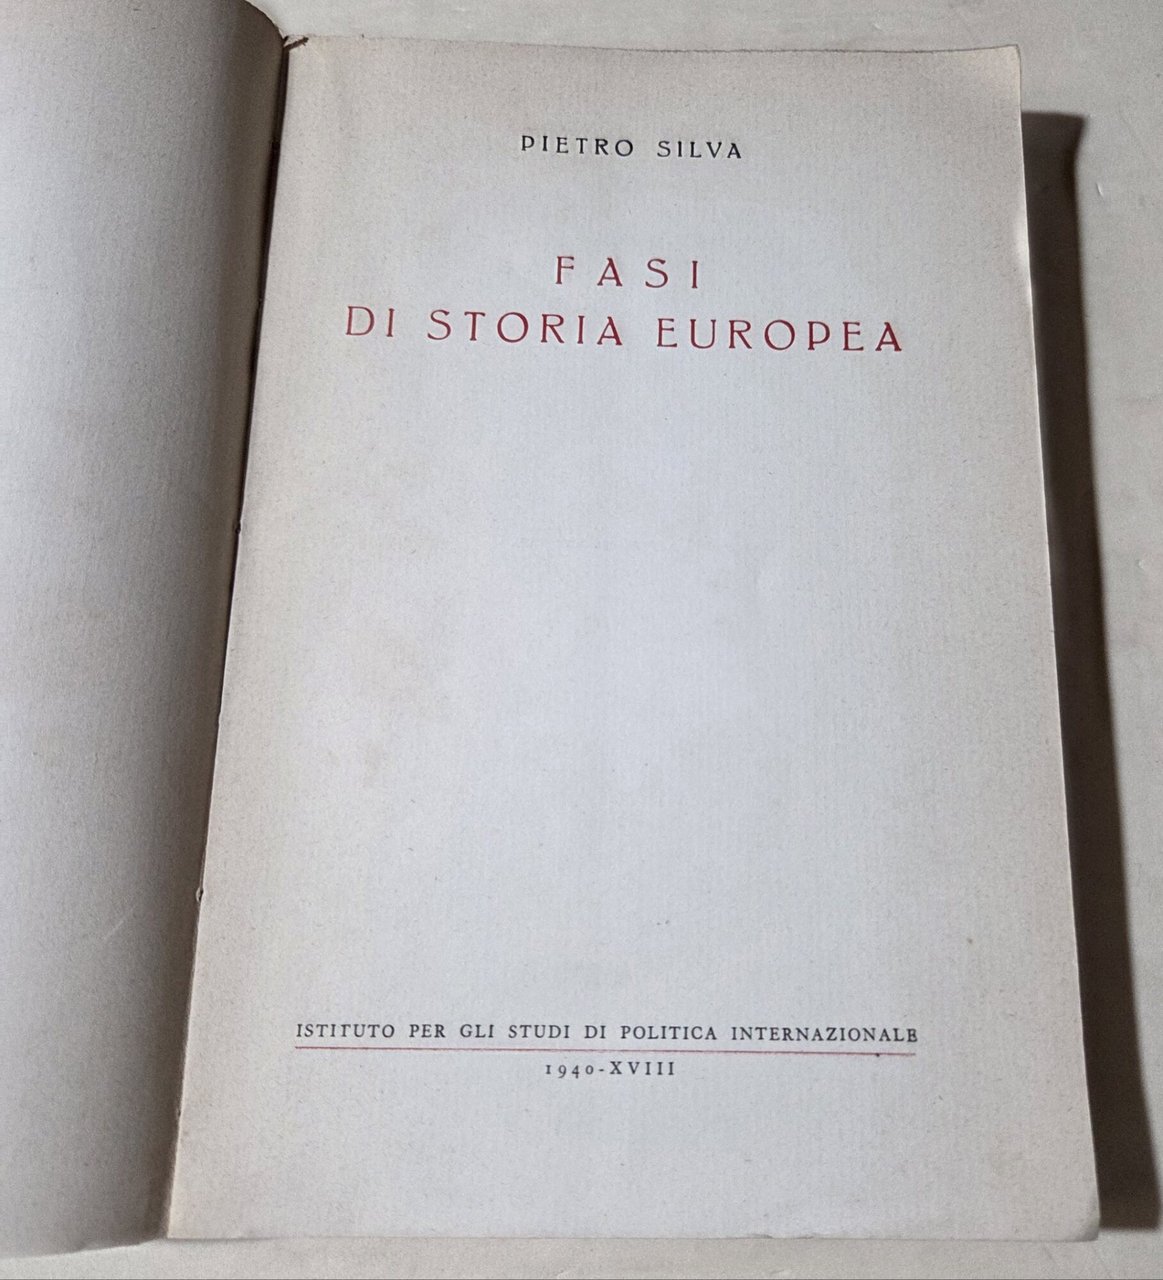 PIETRO SILVA
FASI
DI STORIA EUROPEA
ISTITUTO PER GLI STUDI DI POLITICA INTERNAZIONALE
1940-XVIII